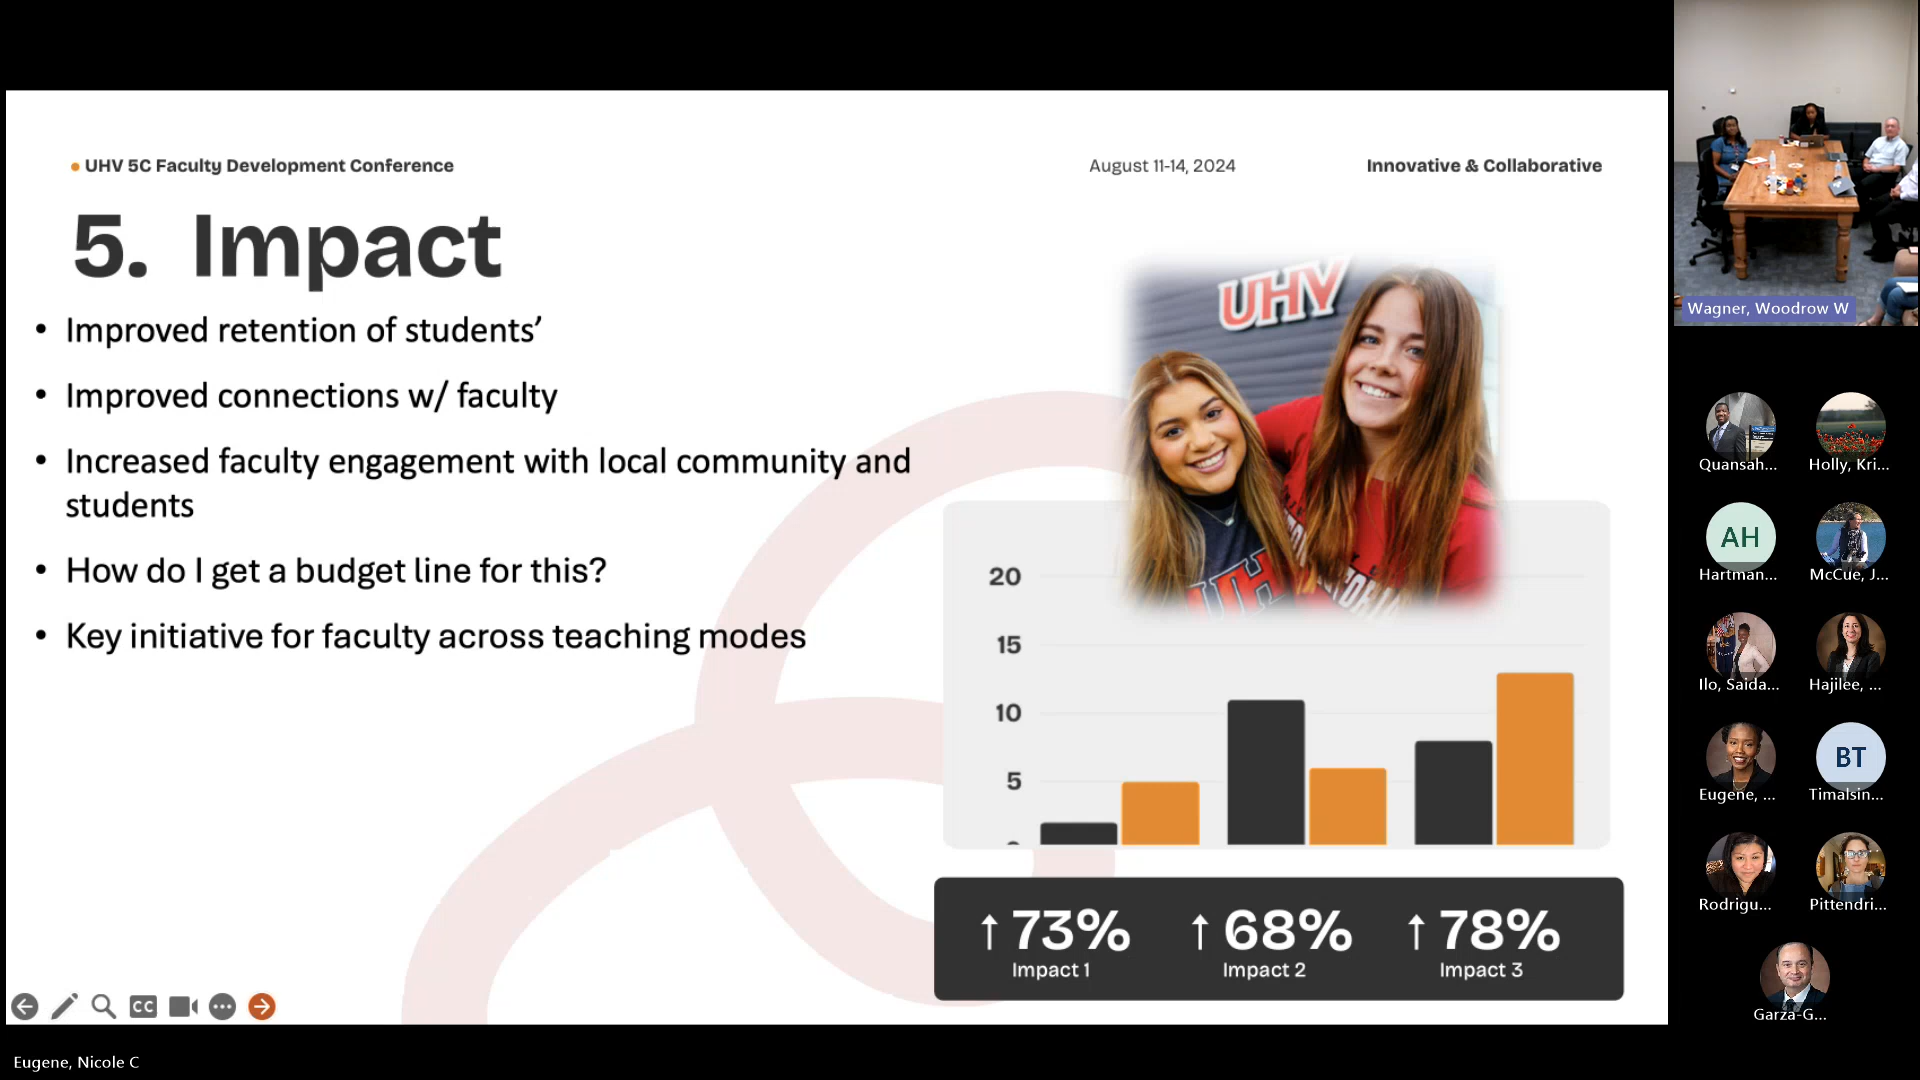 UHV 5C Faculty Development Conference
August 11-14, 2024
Innovative & Collaborative
5. Impact
• Improved retention of students’
• Improved connections w/ faculty
• Increased faculty engagement with local community and
students
• How do I get a budget line for this?
• Key initiative for faculty across teaching modes
UHV
UH
20
15
10
5
↑ 73%
Impact 1
↑ 68%
Impact 2
↑ 78%
Impact 3
CC
Eugene, Nicole C
Wagner, Woodrow W
Quansah...
Holly, Kri...
AH
Hartman...
McCue, J...
Ilo, Saida...
Hajilee, ...
Eugene, ...
BT
Timalsin...
Rodrigu...
Pittendri...
Garza-G...